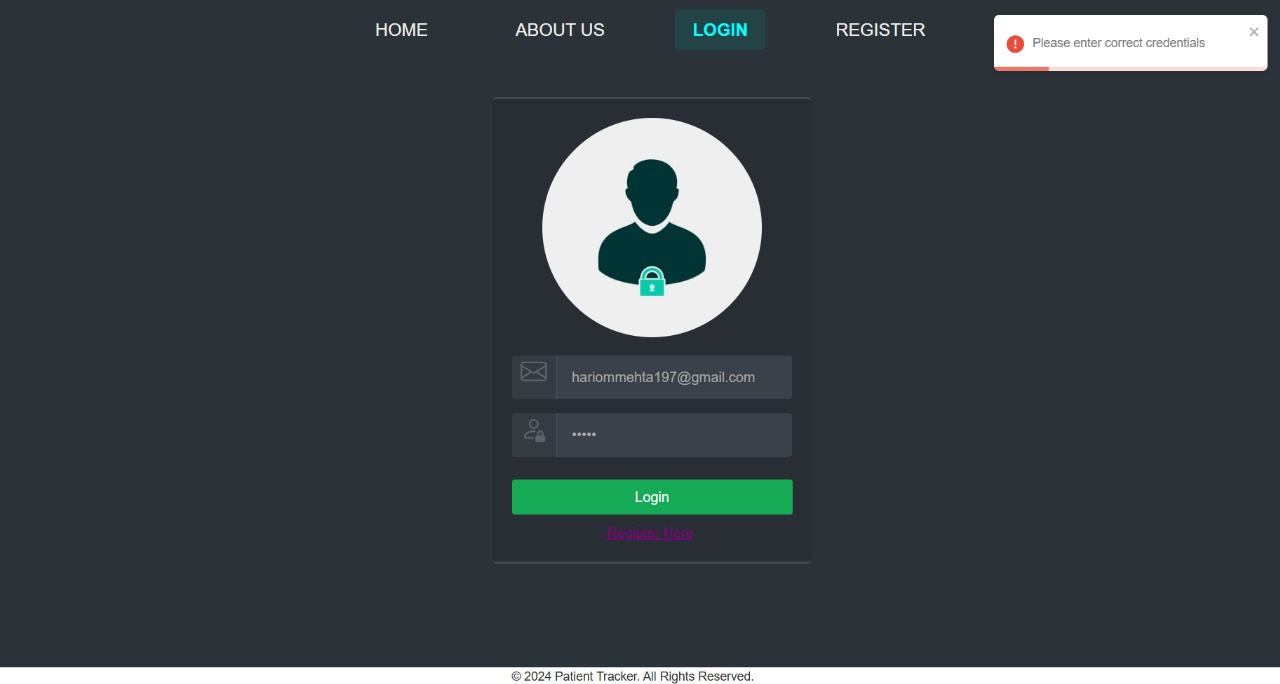 HOME ABOUT US LOGIN REGISTER
Please enter correct credentials
hariommehta197@gmail.com
•••••
Login
Register Here
© 2024 Patient Tracker. All Rights Reserved.